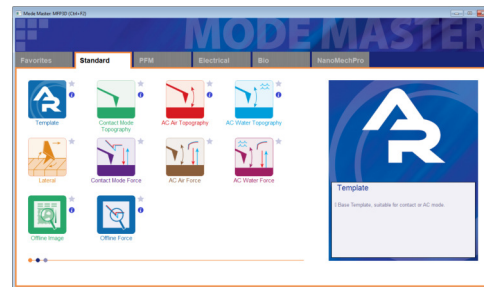 Mode Master: MFP3D (Ctrl+F2)
MODE MASTER
Favorites Standard PFM Electrical Bio NanoMechPro
Template
Contact Mode Topography
AC Air Topography
AC Water Topography
Lateral
Contact Mode Force
AC Air Force
AC Water Force
Offline Image
Offline Force
AR
Template
Base Template, suitable for contact or AC mode.